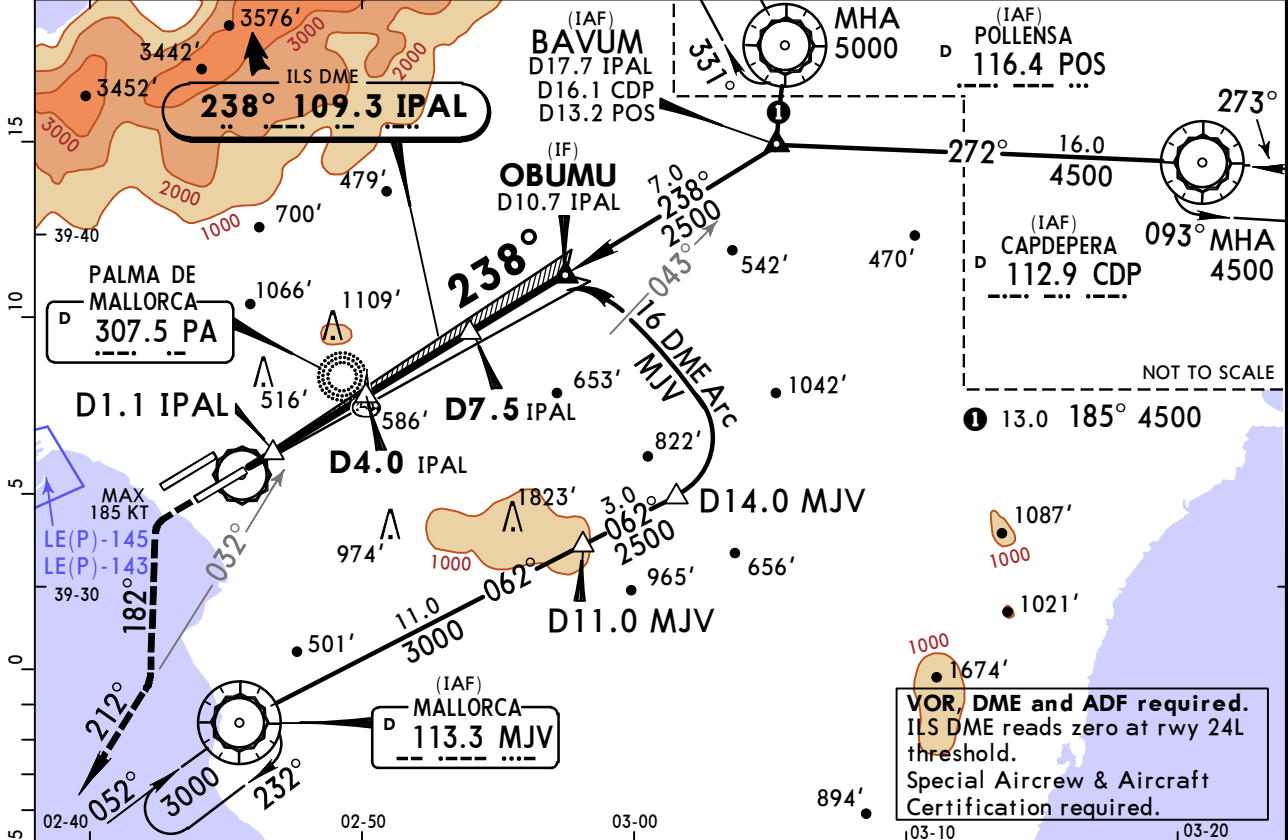 3576'
3442'
3452'
3000
2000
3000
2000
1000
ILS DME
238° 109.3 IPAL
(IAF)
BAVUM
D17.7 IPAL
D16.1 CDP
D13.2 POS
331°
MHA
5000
1
(IAF)
POLLENSA
D 116.4 POS
273°
272°
16.0
4500
093°
MHA
4500
(IAF)
CAPDEPERA
D 112.9 CDP
NOT TO SCALE
1 13.0 185° 4500
15
39-40
10
5
39-30
0
5
479'
700'
(IF)
OBUMU
D10.7 IPAL
7.0
238°
2500
043°
542'
470'
238°
PALMA DE
MALLORCA
D 307.5 PA
1066'
1109'
516'
586'
D1.1 IPAL
D7.5 IPAL
D4.0 IPAL
653'
1042'
822'
16 DME Arc
MJV
D14.0 MJV
3.0
062°
2500
1823'
974'
1000
062°
D11.0 MJV
965'
656'
1087'
1000
1021'
1000
1674'
MAX
185 KT
LE(P)-145
LE(P)-143
032°
182°
212°
11.0
3000
501'
(IAF)
MALLORCA
D 113.3 MJV
052°
3000
232°
894'
VOR, DME and ADF required.
ILS DME reads zero at rwy 24L
threshold.
Special Aircrew & Aircraft
Certification required.
02-40
02-50
03-00
03-10
03-20